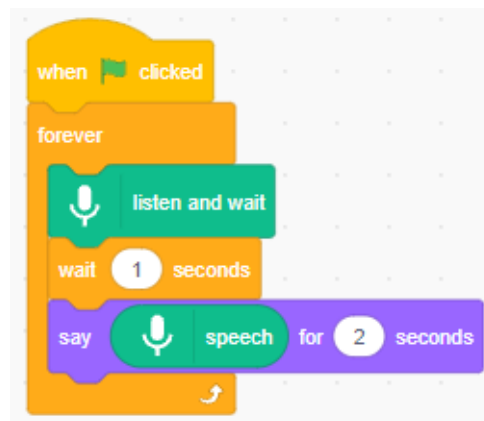 when clicked
forever
listen and wait
wait 1 seconds
say speech for 2 seconds